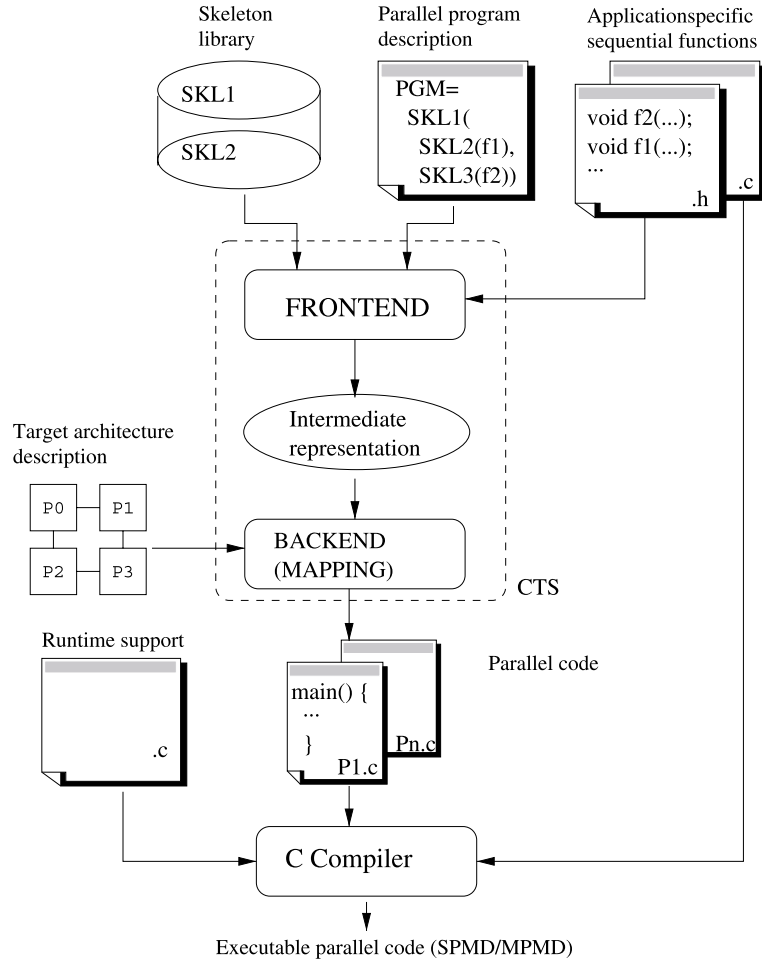 Skeleton
library
Parallel program
description
Applicationspecific
sequential functions
SKL1
SKL2
PGM=
SKL1(
SKL2(f1),
SKL3(f2))
void f2(...);
void f1(...);
...
.h
.c
FRONTEND
Intermediate
representation
Target architecture
description
P0
P1
P2
P3
BACKEND
(MAPPING)
CTS
Runtime support
.c
Parallel code
main() {
...
}
P1.c
Pn.c
C Compiler
Executable parallel code (SPMD/MPMD)